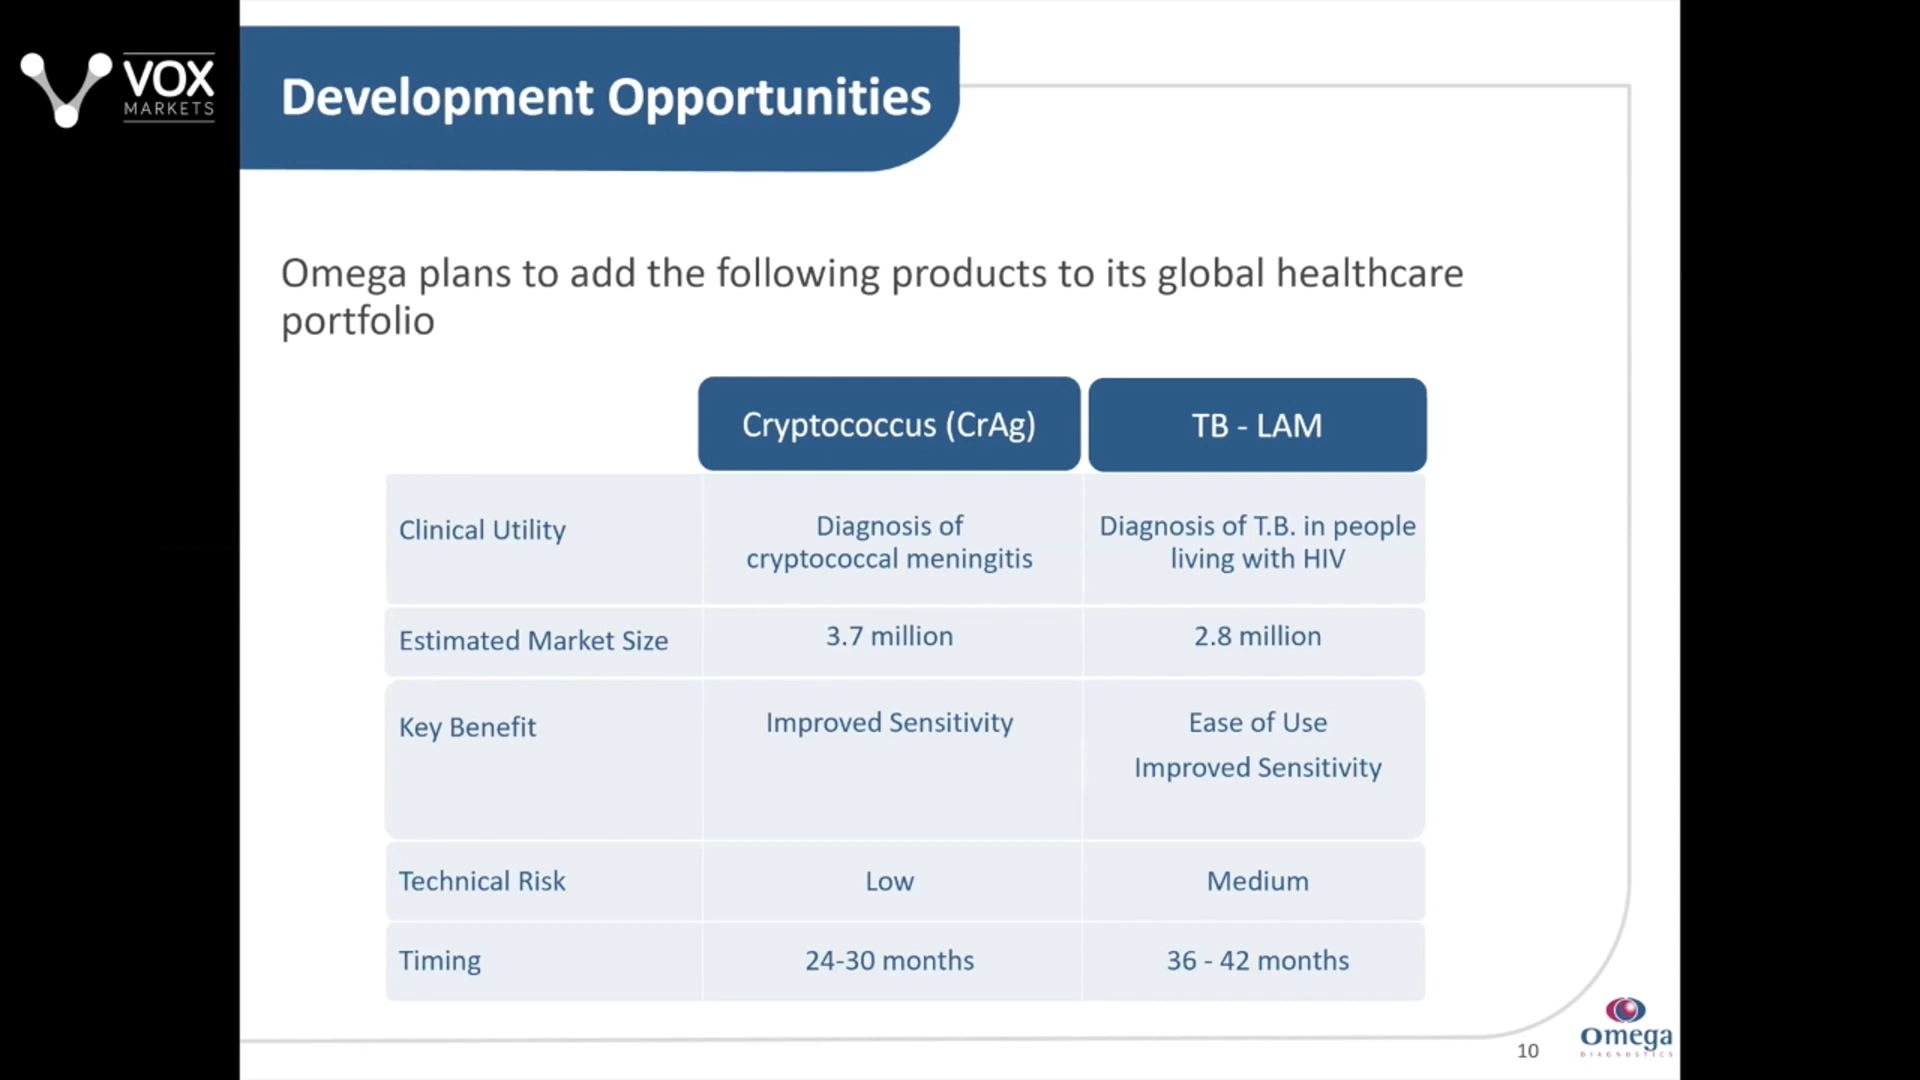 VOX
MARKETS
Development Opportunities
Omega plans to add the following products to its global healthcare
portfolio
Cryptococcus (CrAg)
TB - LAM
Clinical Utility
Diagnosis of
cryptococcal meningitis
Diagnosis of T.B. in people
living with HIV
Estimated Market Size
3.7 million
2.8 million
Key Benefit
Improved Sensitivity
Ease of Use
Improved Sensitivity
Technical Risk
Low
Medium
Timing
24-30 months
36 - 42 months
10
Omega
DIAGNOSTICS